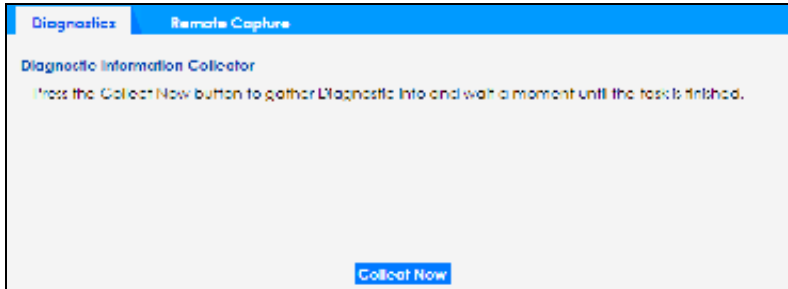 Diagnostics Remote Capture
Diagnostic Information Collector
Press the Collect Now button to gather Diagnostic Info and wait a moment until the task is finished.
Collect Now